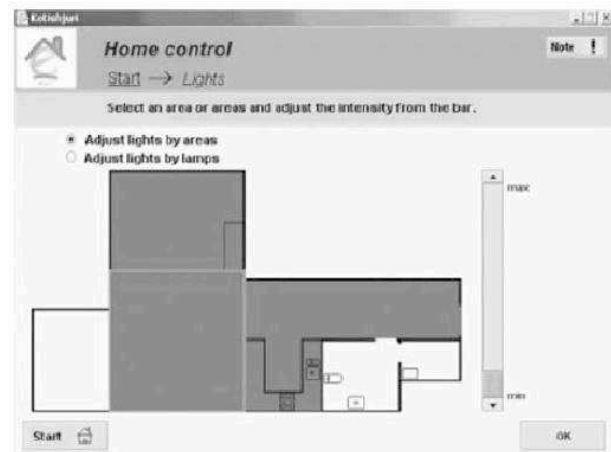 Kotiohjuri
Home control
Note !
Start → Lights
Select an area or areas and adjust the intensity from the bar.
Adjust lights by areas
Adjust lights by lamps
max
min
Start
OK